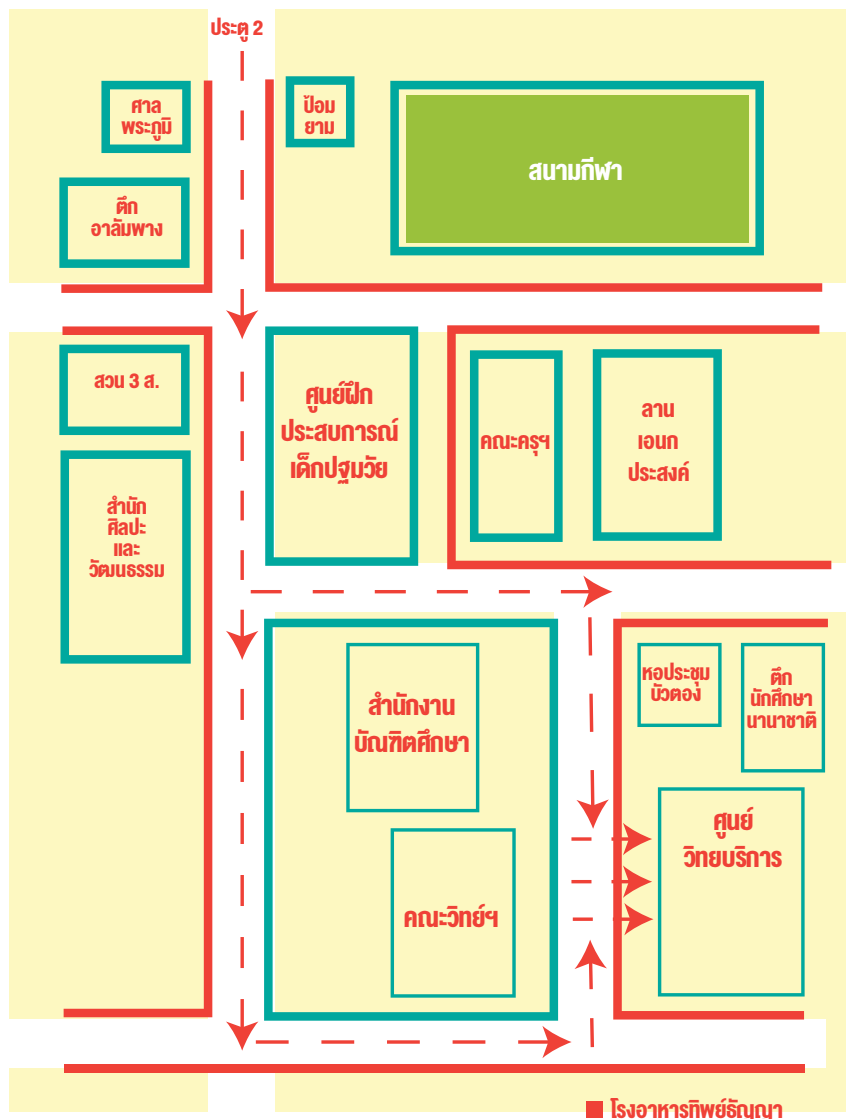 ประตู 2
ศาล
พระภูมิ
ป้อม
ยาม
สนามกีฬา
ตึก
อาลัมพาง
สวน 3 ส.
ศูนย์ฝึก
ประสบการณ์
เด็กปฐมวัย
คณะครุฯ
ลาน
เอนก
ประสงค์
สำนัก
ศิลปะ
และ
วัฒนธรรม
สำนักงาน
บัณฑิตศึกษา
หอประชุม
บัวตอง
ตึก
นักศึกษา
นานาชาติ
ศูนย์
วิทยบริการ
คณะวิทย์ฯ
โรงอาหารทิพย์ธัญญา